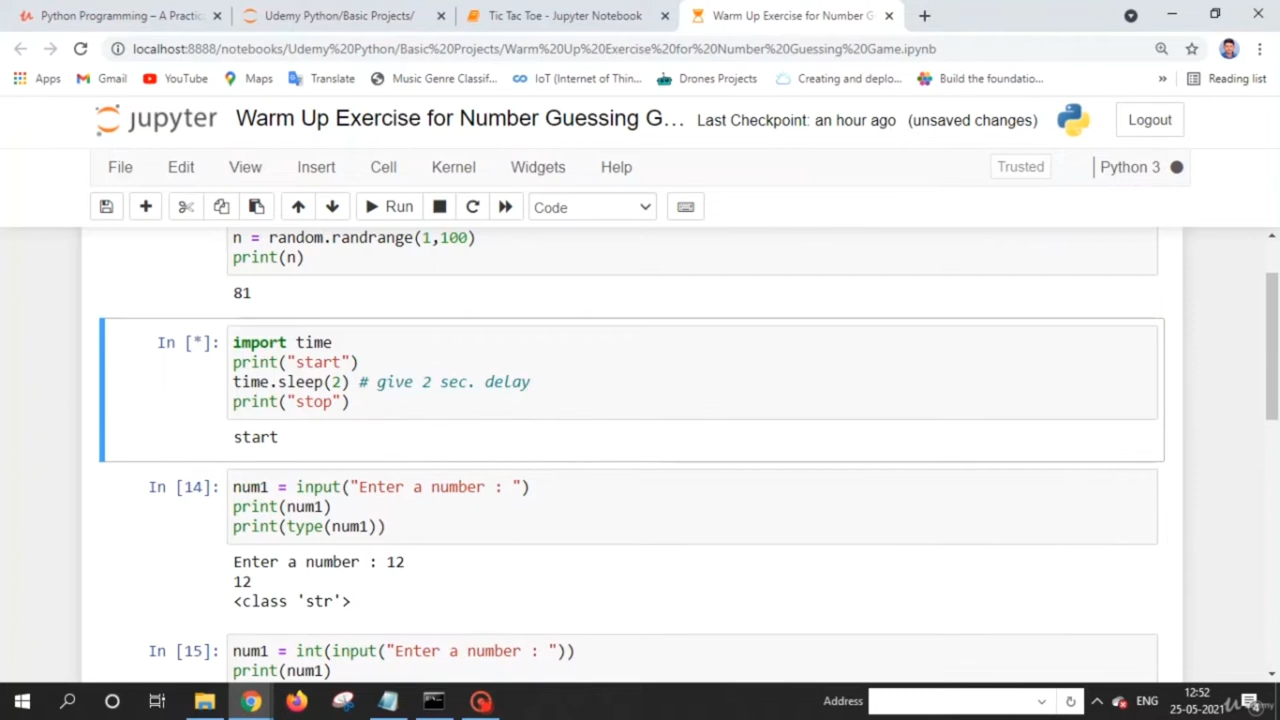 Python Programming – A Practic
Udemy Python/Basic Projects/
Tic Tac Toe - Jupyter Notebook
Warm Up Exercise for Number G
localhost:8888/notebooks/Udemy%20Python/Basic%20Projects/Warm%20Up%20Exercise%20for%20Number%20Guessing%20Game.ipynb
Apps
Gmail
YouTube
Maps
Translate
Music Genre Classif...
IoT (Internet of Thin...
Drones Projects
Creating and deplo...
Build the foundatio...
»
Reading list
jupyter
Warm Up Exercise for Number Guessing G...
Last Checkpoint: an hour ago
(unsaved changes)
Logout
File
Edit
View
Insert
Cell
Kernel
Widgets
Help
Trusted
Python 3
Run
Code
n = random.randrange(1,100)
print(n)
81
In [*]:
import time
print("start")
time.sleep(2) # give 2 sec. delay
print("stop")
start
In [14]:
num1 = input("Enter a number : ")
print(num1)
print(type(num1))
Enter a number : 12
12
<class 'str'>
In [15]:
num1 = int(input("Enter a number : "))
print(num1)
Address
ENG
12:52
25-05-2021